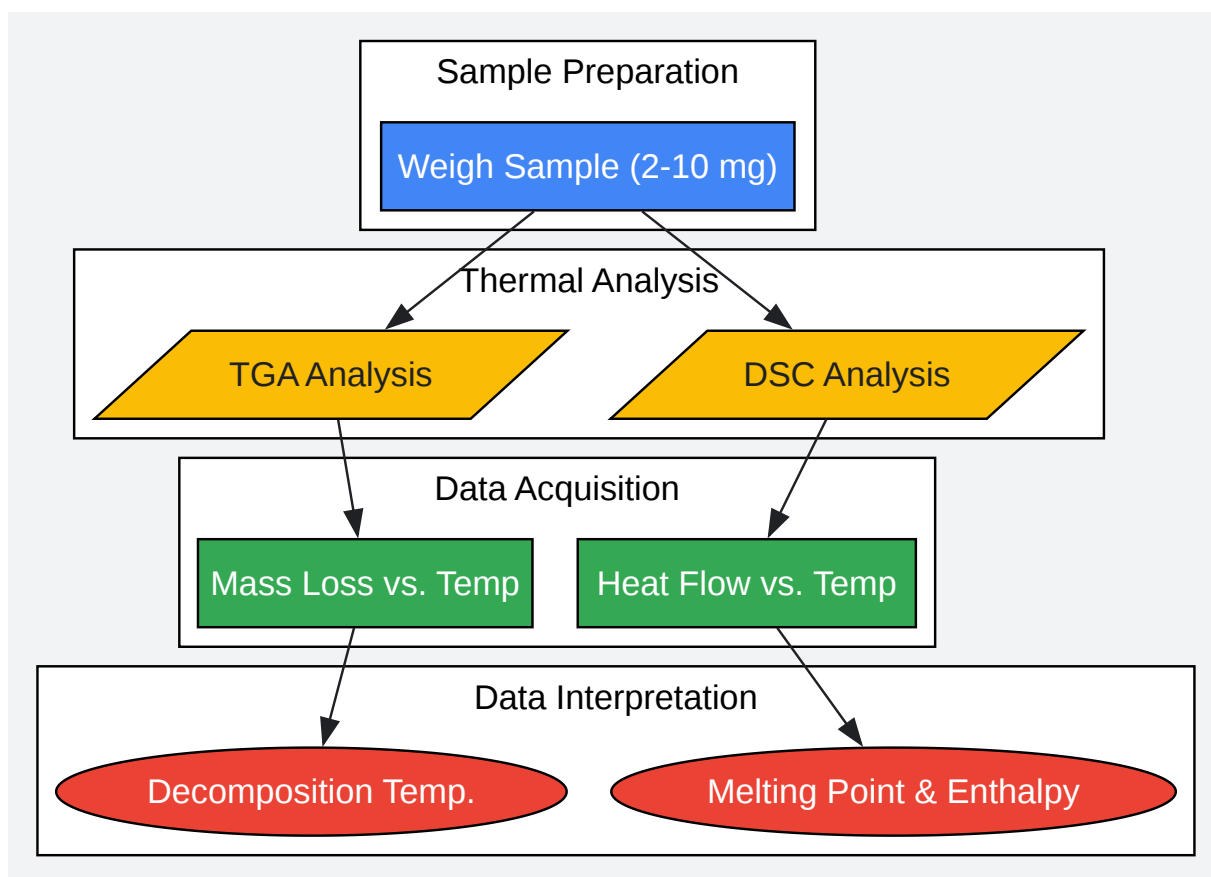 Sample Preparation
Weigh Sample (2-10 mg)
Thermal Analysis
TGA Analysis
DSC Analysis
Data Acquisition
Mass Loss vs. Temp
Heat Flow vs. Temp
Data Interpretation
Decomposition Temp.
Melting Point & Enthalpy